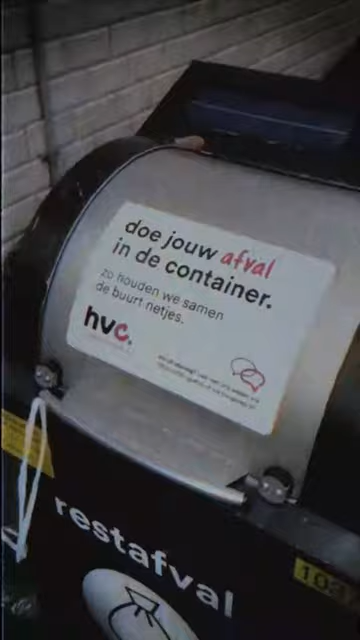 doe jouw afval
in de container.
zo houden we samen
de buurt netjes.
hvc.
restafval